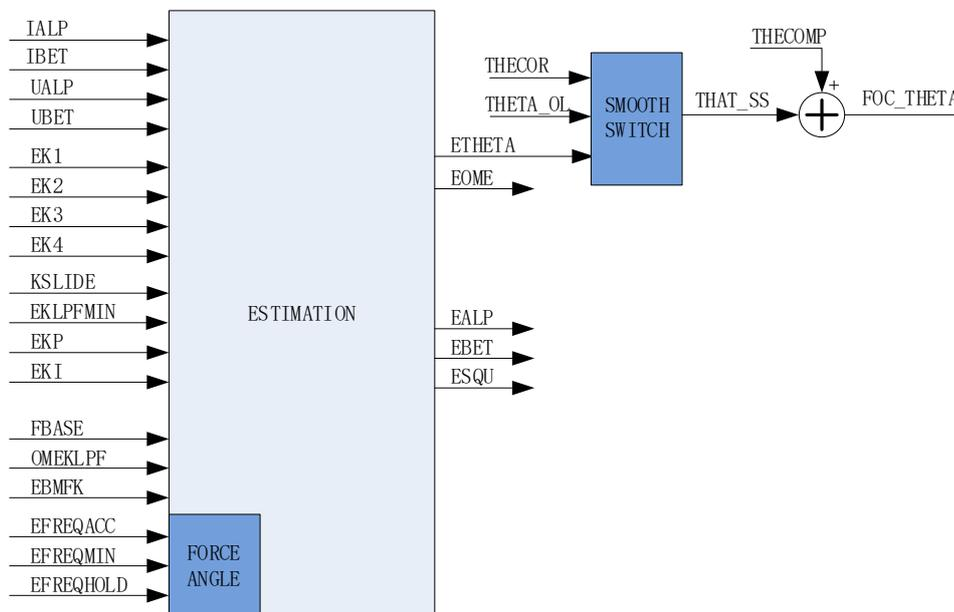 IALP
IBET
UALP
UBET
EK1
EK2
EK3
EK4
KSLIDE
EKLPFMIN
EKP
EKI
FBASE
OMEKLPF
EBMFK
EFREQACC
EFREQMIN
EFREQHOLD
FORCE
ANGLE
ESTIMATION
ETHETA
EOME
EALP
EBET
ESQU
THECOR
THETA_OL
SMOOTH
SWITCH
THAT_SS
THECOMP
+
FOC_THETA